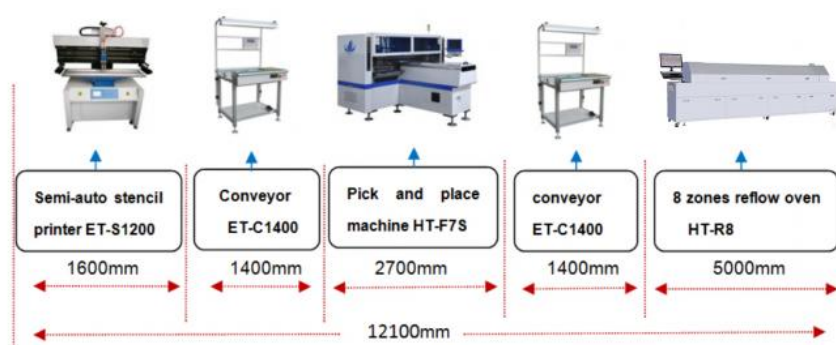 Semi-auto stencil
printer ET-S1200
Conveyor
ET-C1400
Pick and place
machine HT-F7S
conveyor
ET-C1400
8 zones reflow oven
HT-R8
1600mm
1400mm
2700mm
1400mm
5000mm
12100mm